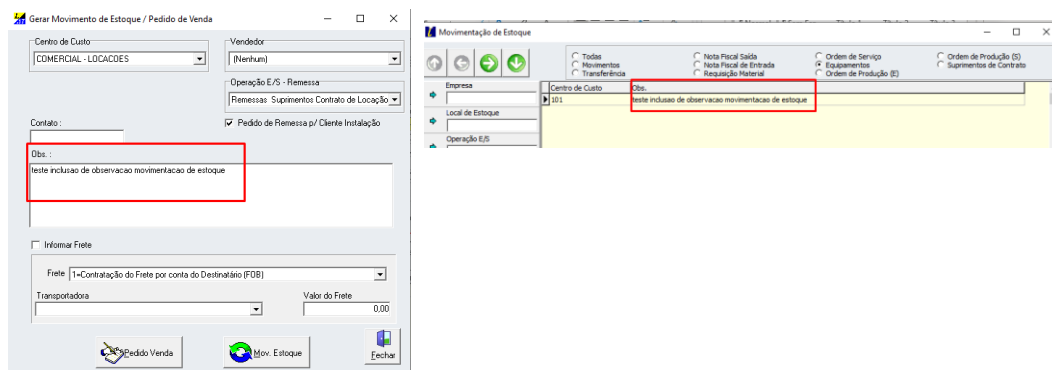 Gerar Movimento de Estoque / Pedido de Venda
Centro de Custo
COMERCIAL - LOCACOES
Vendedor
(Nenhum)
Operação E/S - Remessa
Remessas Suprimentos Contrato de Locação
Contato :
Pedido de Remessa p/ Cliente Instalação
Obs. :
teste inclusao de observacao movimentacao de estoque
Informar Frete
Frete
1=Contratação do Frete por conta do Destinatário (FOB)
Transportadora
Valor do Frete
0,00
Pedido Venda
Mov. Estoque
Fechar
Movimentação de Estoque
Todas
Movimentos
Transferência
Nota Fiscal Saída
Nota Fiscal de Entrada
Requisição Material
Ordem de Serviço
Equipamentos
Ordem de Produção (E)
Ordem de Produção (S)
Suprimentos de Contrato
Empresa
Local de Estoque
Operação E/S
Centro de Custo
Obs.
101
teste inclusao de observacao movimentacao de estoque